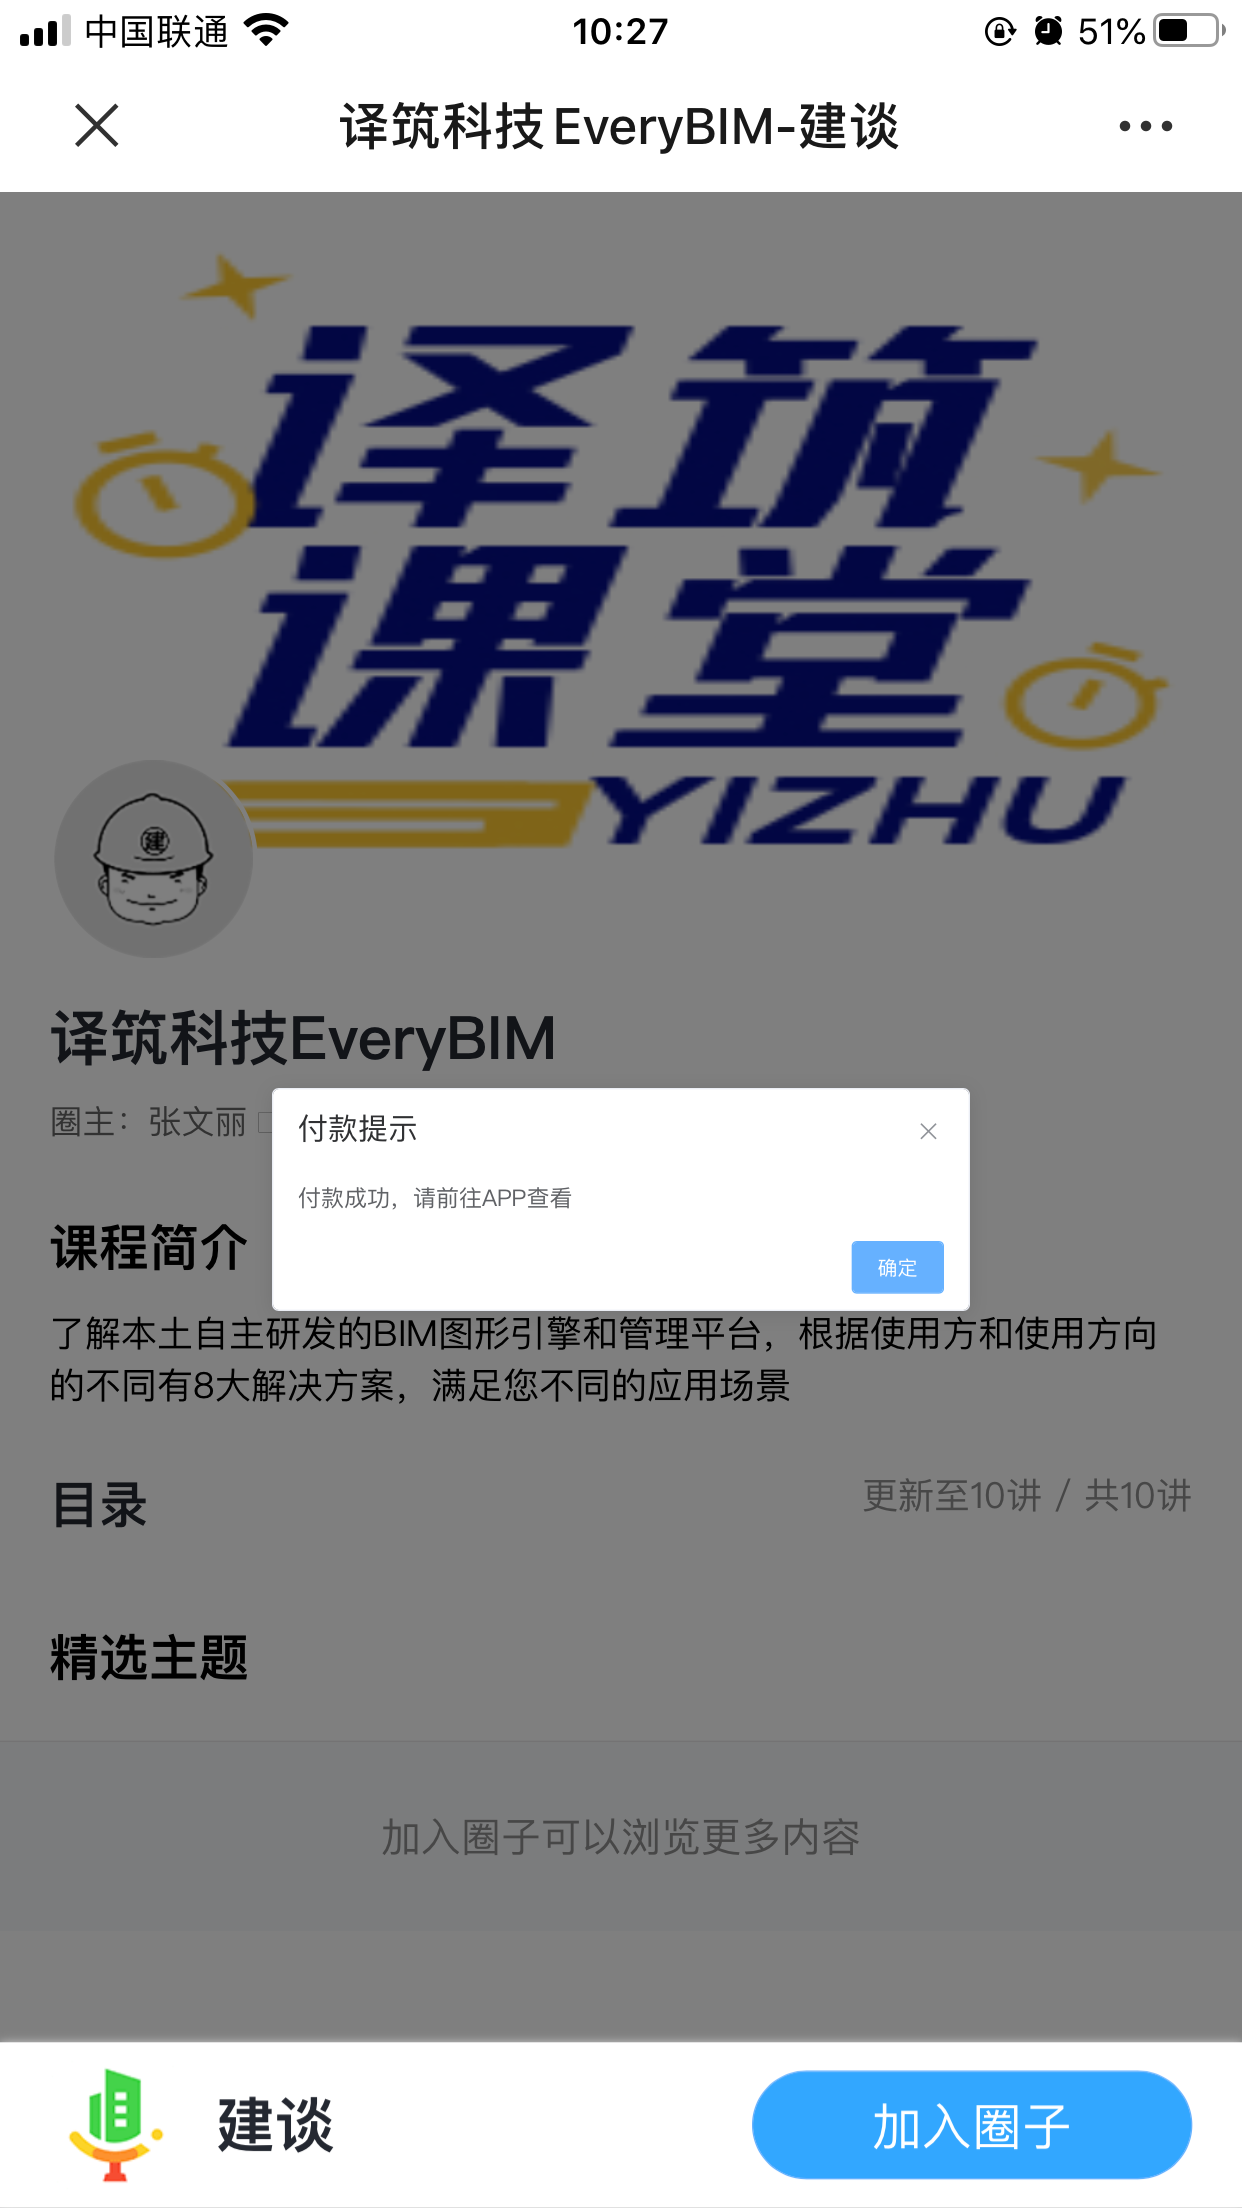 中国联通
10:27
51%
译筑科技EveryBIM-建谈
译筑
课堂
YIZHU
建
译筑科技EveryBIM
圈主：张文丽
付款提示
付款成功，请前往APP查看
确定
课程简介
了解本土自主研发的BIM图形引擎和管理平台，根据使用方和使用方向
的不同有8大解决方案，满足您不同的应用场景
目录
更新至10讲 / 共10讲
精选主题
加入圈子可以浏览更多内容
建谈
加入圈子